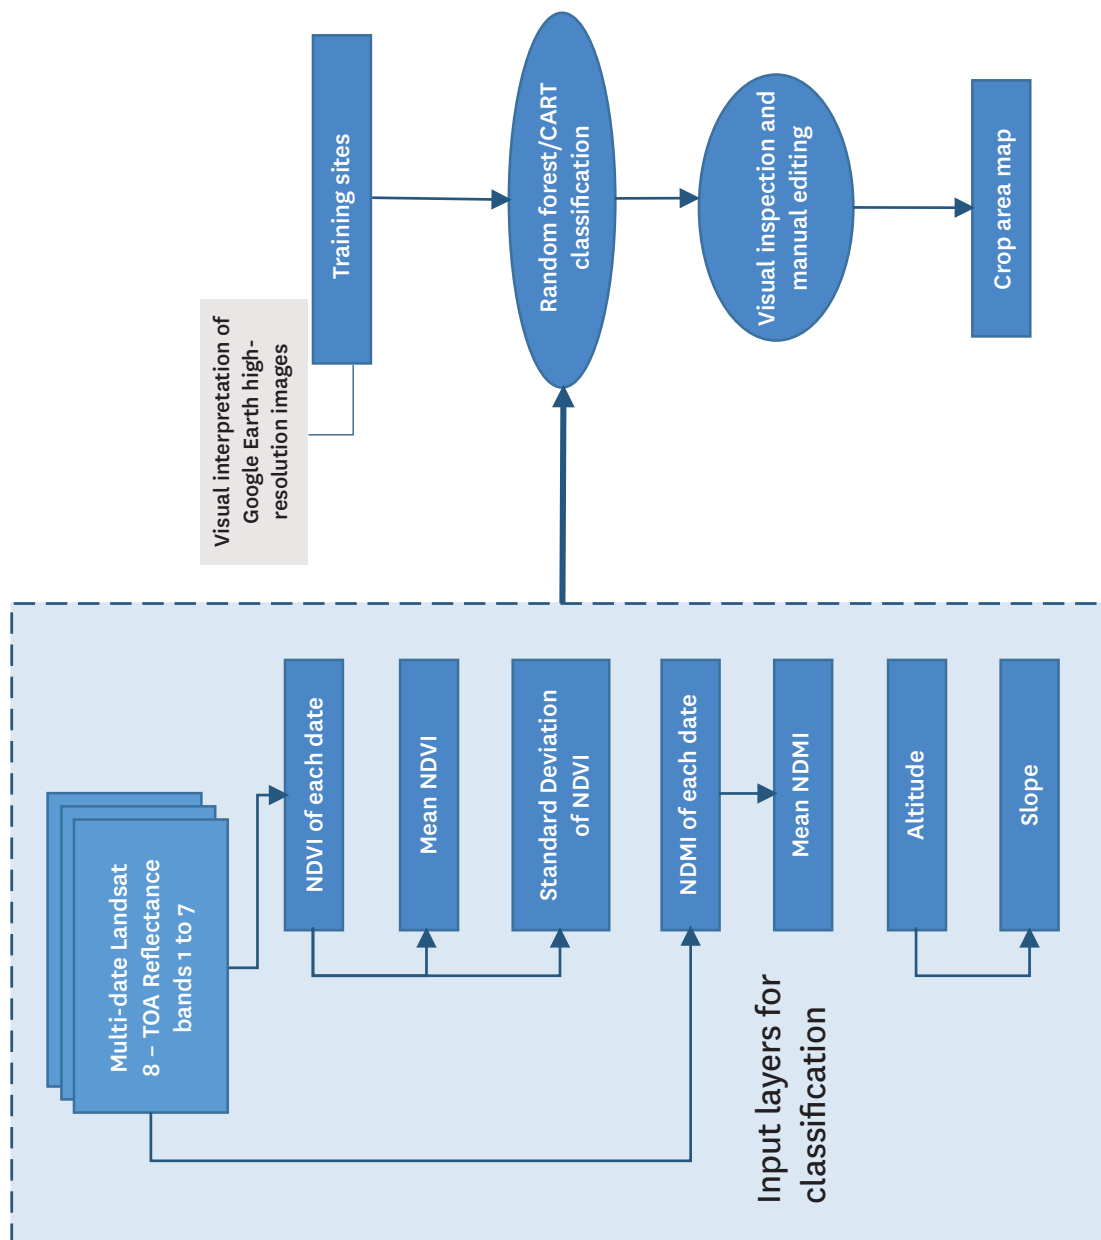 Multi-date Landsat
8 – TOA Reflectance
bands 1 to 7
NDVI of each date
Mean NDVI
Standard Deviation
of NDVI
NDMI of each date
Mean NDMI
Altitude
Slope
Input layers for
classification
Visual interpretation of
Google Earth high-
resolution images
Training sites
Random forest/CART
classification
Visual inspection and
manual editing
Crop area map